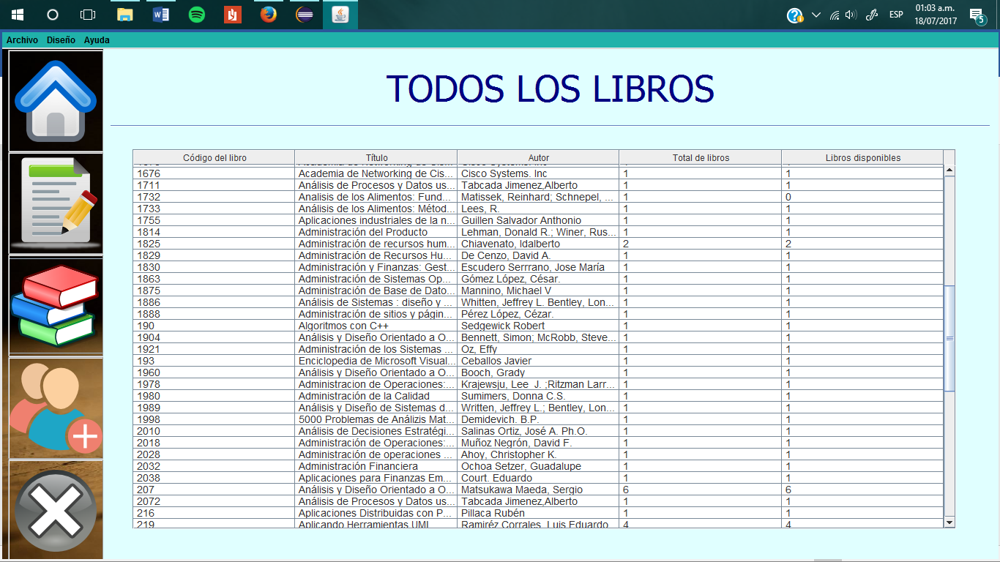 01:03 a.m.
ESP
18/07/2017
5
Archivo Diseño Ayuda
TODOS LOS LIBROS
Código del libro Título Autor Total de libros Libros disponibles
1676 Academia de Networking de Cis... Cisco Systems. Inc 1 1
1711 Análisis de Procesos y Datos us... Tabcada Jimenez,Alberto 1 1
1732 Analisis de los Alimentos: Fund... Matissek, Reinhard; Schnepel, ... 1 0
1733 Análisis de los Alimentos: Métod... Lees, R. 1 1
1755 Aplicaciones industriales de la n... Guillen Salvador Anthonio 1 1
1814 Administración del Producto Lehman, Donald R.; Winer, Rus... 1 1
1825 Administración de recursos hum... Chiavenato, Idalberto 2 2
1829 Administración de Recursos Hu... De Cenzo, David A. 1 1
1830 Administración y Finanzas: Gest... Escudero Serrrano, Jose María 1 1
1863 Administración de Sistemas Op... Gómez López, César. 1 1
1875 Administración de Base de Dato... Mannino, Michael V 1 1
1886 Análisis de Sistemas : diseño y ... Whitten, Jeffrey L. Bentley, Lon... 1 1
1888 Administración de sitios y págin... Pérez López, Cézar. 1 1
190 Algoritmos con C++ Sedgewick Robert 1 1
1904 Análisis y Diseño Orientado a O... Bennett, Simon; McRobb, Steve... 1 1
1921 Administración de los Sistemas ... Oz, Effy 1 1
193 Enciclopedia de Microsoft Visual... Ceballos Javier 1 1
1960 Análisis y Diseño Orientado a O... Booch, Grady 1 1
1978 Administracion de Operaciones:... Krajewsju, Lee J. ;Ritzman Larr... 1 1
1980 Administración de la Calidad Sumimers, Donna C.S. 1 1
1989 Análisis y Diseño de Sistemas d... Written, Jeffrey L.; Bentley, Lon... 1 1
1998 5000 Problemas de Análizis Mat... Demidevich. B.P. 1 1
2010 Análisis de Decisiones Estratégi... Salinas Ortiz, José A. Ph.O. 1 1
2018 Administración de Operaciones:... Muñoz Negrón, David F. 1 1
2028 Administración de operaciones ... Ahoy, Christopher K. 1 1
2032 Administración Financiera Ochoa Setzer, Guadalupe 1 1
2038 Aplicaciones para Finanzas Em... Court. Eduardo 1 1
207 Análisis y Diseño Orientado a O... Matsukawa Maeda, Sergio 6 6
2072 Análisis de Procesos y Datos us... Tabcada Jimenez,Alberto 1 1
216 Aplicaciones Distribuidas con P... Pillaca Rubén 1 1
219 Aplicando Herramientas UML Ramiréz Corrales, Luis Eduardo 4 4